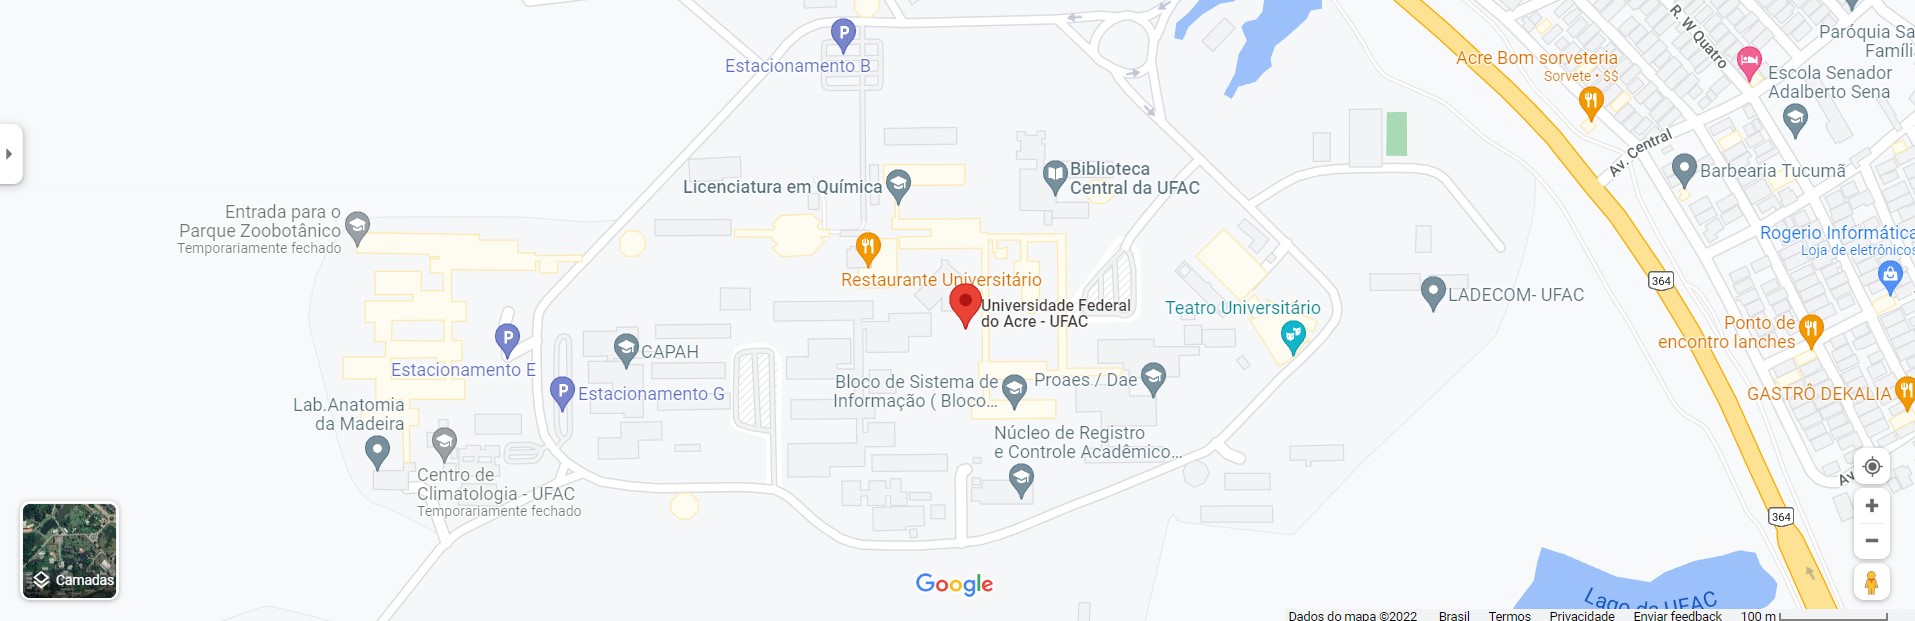 R. W Quatro
Paróquia Sa
Famíli
Acre Bom sorveteria
Sorvete • $$
P
Estacionamento B
Escola Senador
Adalberto Sena
Av. Central
Barbearia Tucumã
Biblioteca
Central da UFAC
Licenciatura em Química
Entrada para o
Parque Zoobotânico
Temporariamente fechado
Rogerio Informática
Loja de eletrônicos
Restaurante Universitário
364
Universidade Federal
do Acre - UFAC
Teatro Universitário
LADECOM- UFAC
Ponto de
encontro lanches
P
Estacionamento E
CAPAH
P
Estacionamento G
Bloco de Sistema de
Informação ( Bloco...
Proaes / Dae
GASTRÔ DEKALIA
Lab.Anatomia
da Madeira
Núcleo de Registro
e Controle Acadêmico...
Centro de
Climatologia - UFAC
Temporariamente fechado
Av
364
Camadas
Google
Lago da UFAC
Dados do mapa ©2022 Brasil Termos Privacidade Enviar feedback 100 m